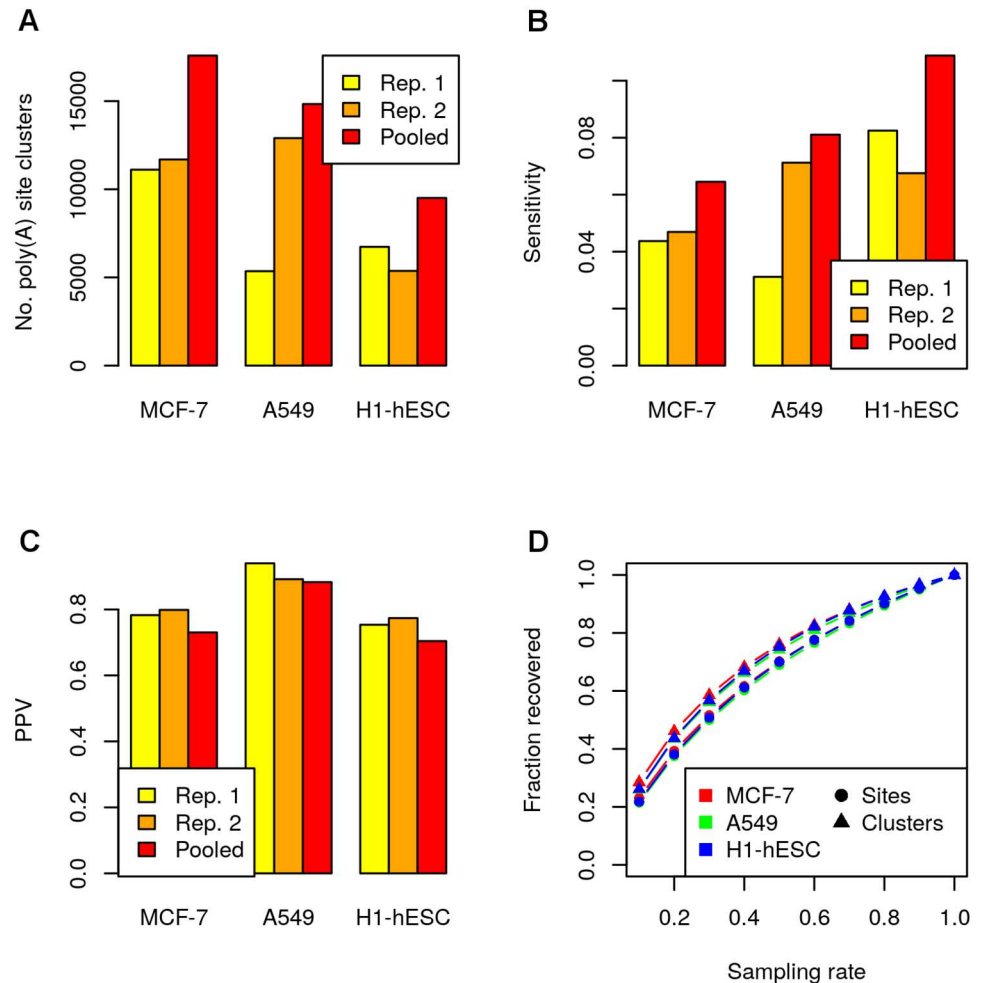 A
No. poly(A) site clusters
15000
10000
5000
0
Rep. 1
Rep. 2
Pooled
MCF-7 A549 H1-hESC
B
Sensitivity
0.08
0.04
0.00
Rep. 1
Rep. 2
Pooled
MCF-7 A549 H1-hESC
C
PPV
0.8
0.6
0.4
0.2
0.0
Rep. 1
Rep. 2
Pooled
MCF-7 A549 H1-hESC
D
Fraction recovered
1.0
0.8
0.6
0.4
0.2
0.0
MCF-7 Sites
A549 Clusters
H1-hESC
0.2 0.4 0.6 0.8 1.0
Sampling rate